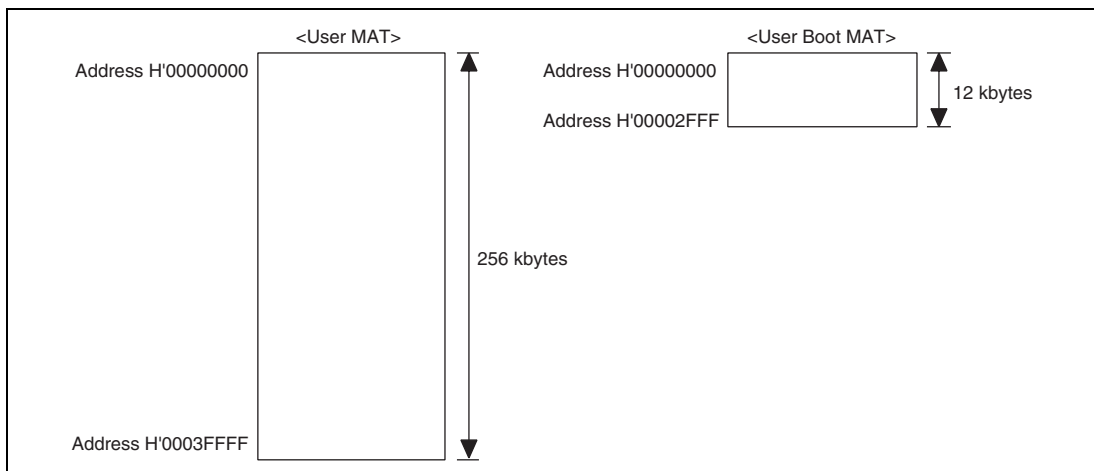 <User MAT>
Address H'00000000
256 kbytes
Address H'0003FFFF
<User Boot MAT>
Address H'00000000
12 kbytes
Address H'00002FFF